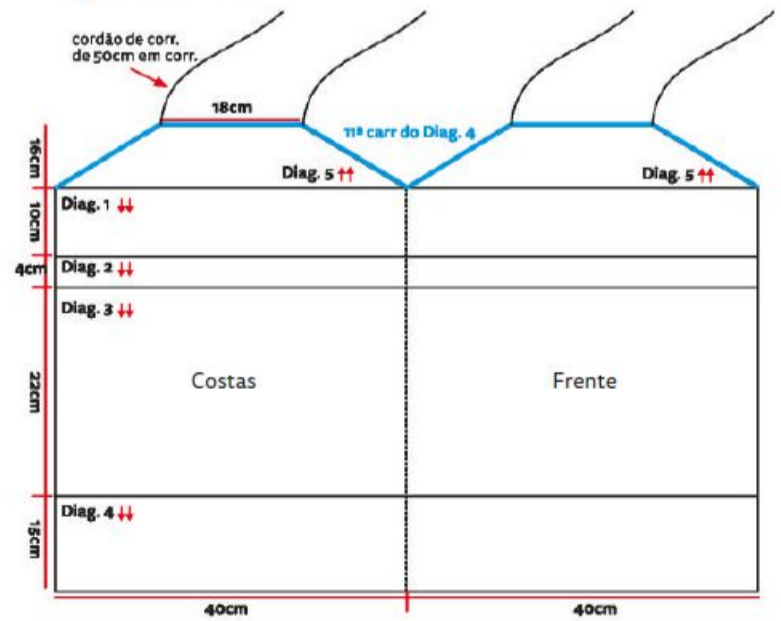 cordão de corr.
de 50cm em corr.
18cm
11ª carr do Diag. 4
16cm
Diag. 5
Diag. 5
10cm
Diag. 1
4cm
Diag. 2
Diag. 3
22cm
Costas
Frente
Diag. 4
15cm
40cm
40cm